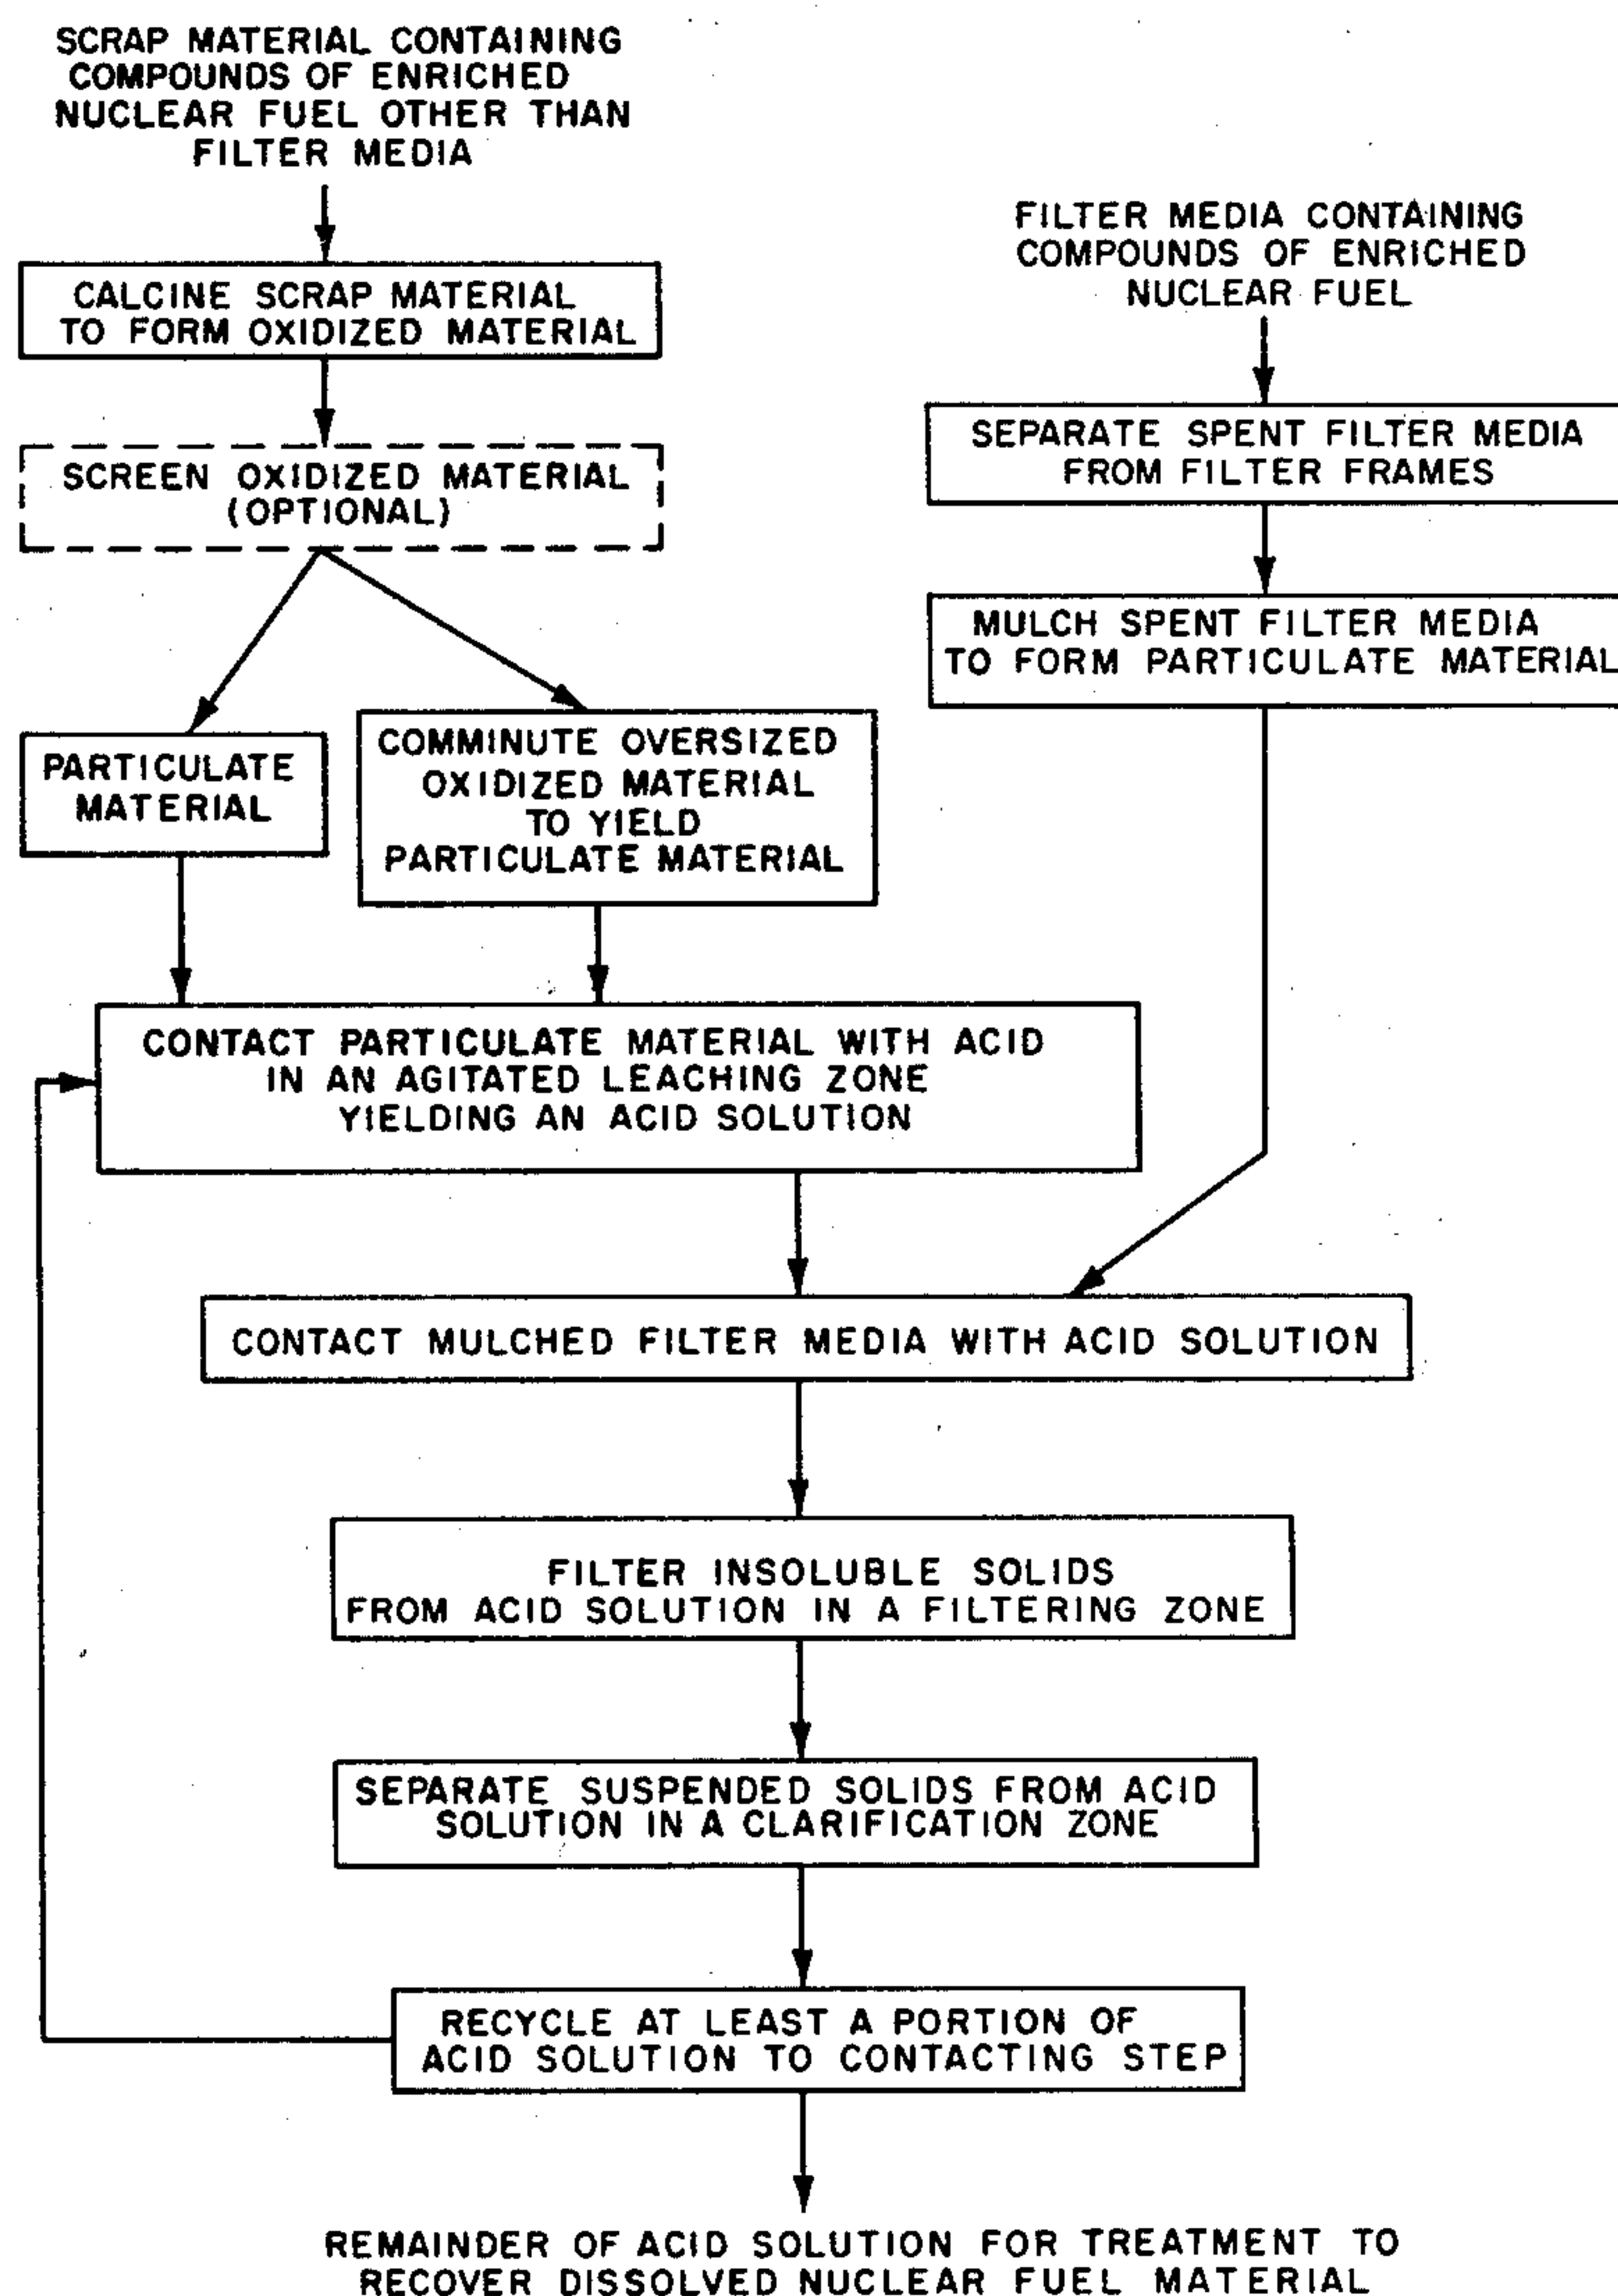 SCRAP MATERIAL CONTAINING
COMPOUNDS OF ENRICHED
NUCLEAR FUEL OTHER THAN
FILTER MEDIA
FILTER MEDIA CONTAINING
COMPOUNDS OF ENRICHED
NUCLEAR FUEL
CALCINE SCRAP MATERIAL
TO FORM OXIDIZED MATERIAL
SEPARATE SPENT FILTER MEDIA
FROM FILTER FRAMES
SCREEN OXIDIZED MATERIAL
(OPTIONAL)
MULCH SPENT FILTER MEDIA
TO FORM PARTICULATE MATERIAL
PARTICULATE
MATERIAL
COMMINUTE OVERSIZED
OXIDIZED MATERIAL
TO YIELD
PARTICULATE MATERIAL
CONTACT PARTICULATE MATERIAL WITH ACID
IN AN AGITATED LEACHING ZONE
YIELDING AN ACID SOLUTION
CONTACT MULCHED FILTER MEDIA WITH ACID SOLUTION
FILTER INSOLUBLE SOLIDS
FROM ACID SOLUTION IN A FILTERING ZONE
SEPARATE SUSPENDED SOLIDS FROM ACID
SOLUTION IN A CLARIFICATION ZONE
RECYCLE AT LEAST A PORTION OF
ACID SOLUTION TO CONTACTING STEP
REMAINDER OF ACID SOLUTION FOR TREATMENT TO
RECOVER DISSOLVED NUCLEAR FUEL MATERIAL